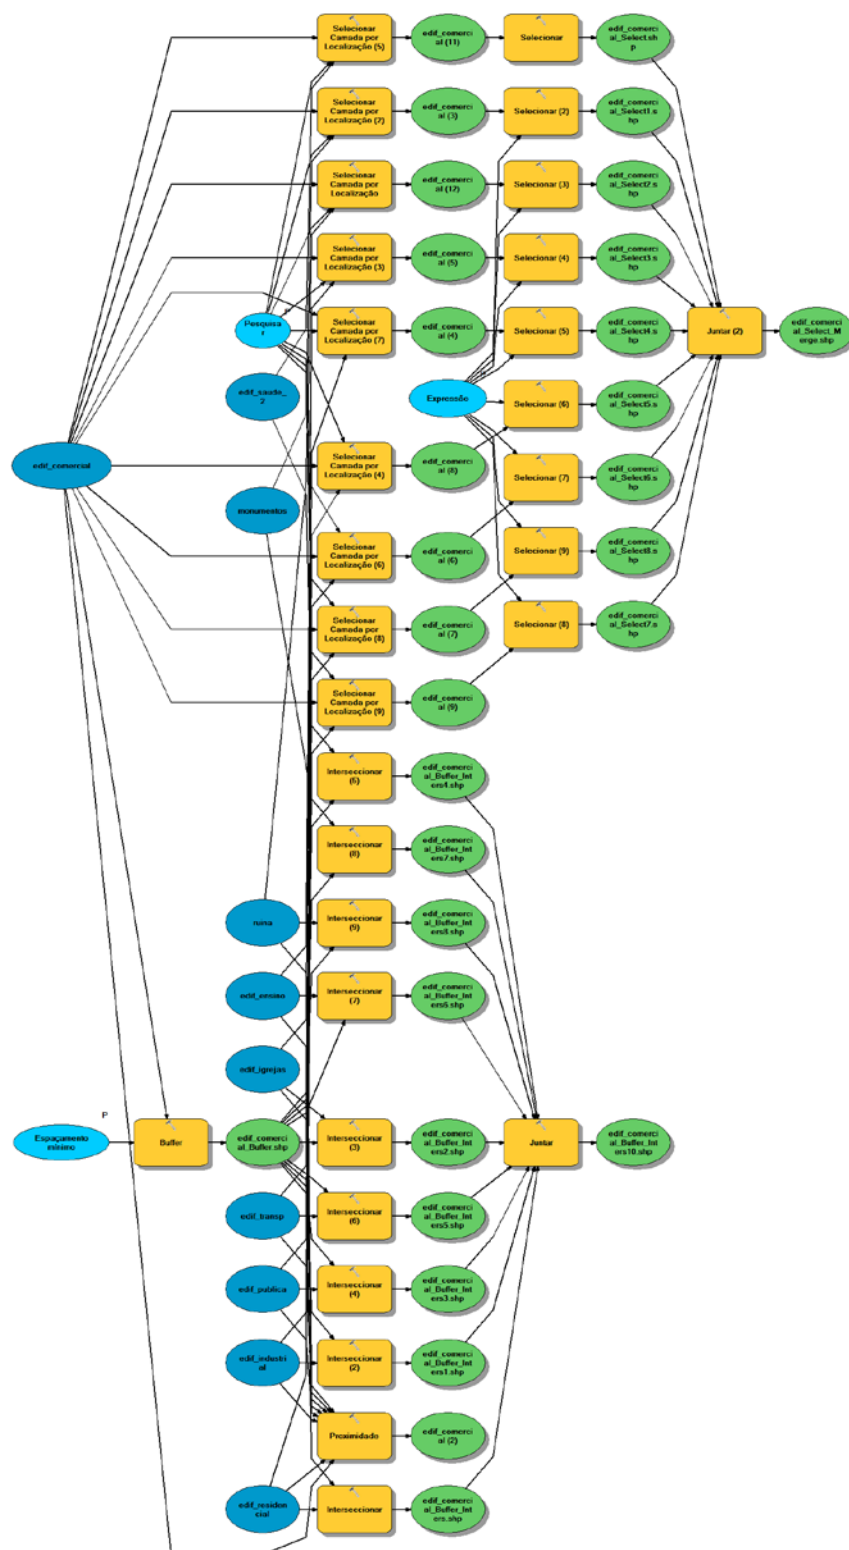 Selecionar
Camada por
Localização (5)
edif_comerci
al (11)
Selecionar
edif_comerci
al_Select.sh
p
Selecionar
Camada por
Localização (2)
edif_comerci
al (3)
Selecionar (2)
edif_comerci
al_Select1.s
hp
Selecionar
Camada por
Localização
edif_comerci
al (12)
Selecionar (3)
edif_comerci
al_Select2.s
hp
Selecionar
Camada por
Localização (3)
edif_comerci
al (5)
Selecionar (4)
edif_comerci
al_Select3.s
hp
Pesquisa
r
Selecionar
Camada por
Localização (7)
edif_comerci
al (4)
Selecionar (5)
edif_comerci
al_Select4.s
hp
Juntar (2)
edif_comerci
al_Select_M
erge.shp
edif_saude_
2
Expressão
Selecionar (6)
edif_comerci
al_Select5.s
hp
edif_comercial
Selecionar
Camada por
Localização (4)
edif_comerci
al (8)
Selecionar (7)
edif_comerci
al_Select6.s
hp
monumentos
Selecionar
Camada por
Localização (6)
edif_comerci
al (6)
Selecionar (9)
edif_comerci
al_Select8.s
hp
Selecionar
Camada por
Localização (8)
edif_comerci
al (7)
Selecionar (8)
edif_comerci
al_Select7.s
hp
Selecionar
Camada por
Localização (9)
edif_comerci
al (9)
Interseccionar
(5)
edif_comerci
al_Buffer_Int
ers4.shp
Interseccionar
(8)
edif_comerci
al_Buffer_Int
ers7.shp
ruina
Interseccionar
(9)
edif_comerci
al_Buffer_Int
ers8.shp
edif_ensino
Interseccionar
(7)
edif_comerci
al_Buffer_Int
ers6.shp
edif_igrejas
P
Espaçamento
mínimo
Buffer
edif_comerci
al_Buffer.shp
Interseccionar
(3)
edif_comerci
al_Buffer_Int
ers2.shp
Juntar
edif_comerci
al_Buffer_Int
ers10.shp
edif_transp
Interseccionar
(6)
edif_comerci
al_Buffer_Int
ers5.shp
edif_publica
Interseccionar
(4)
edif_comerci
al_Buffer_Int
ers3.shp
edif_industri
al
Interseccionar
(2)
edif_comerci
al_Buffer_Int
ers1.shp
Proximidade
edif_comerci
al (2)
edif_residen
cial
Interseccionar
edif_comerci
al_Buffer_Int
ers.shp